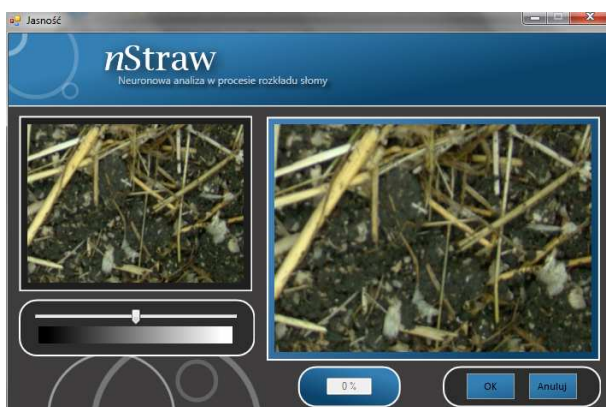 Jasność
nStraw
Neuronowa analiza w procesie rozkładu słomy
0 %
OK
Anuluj